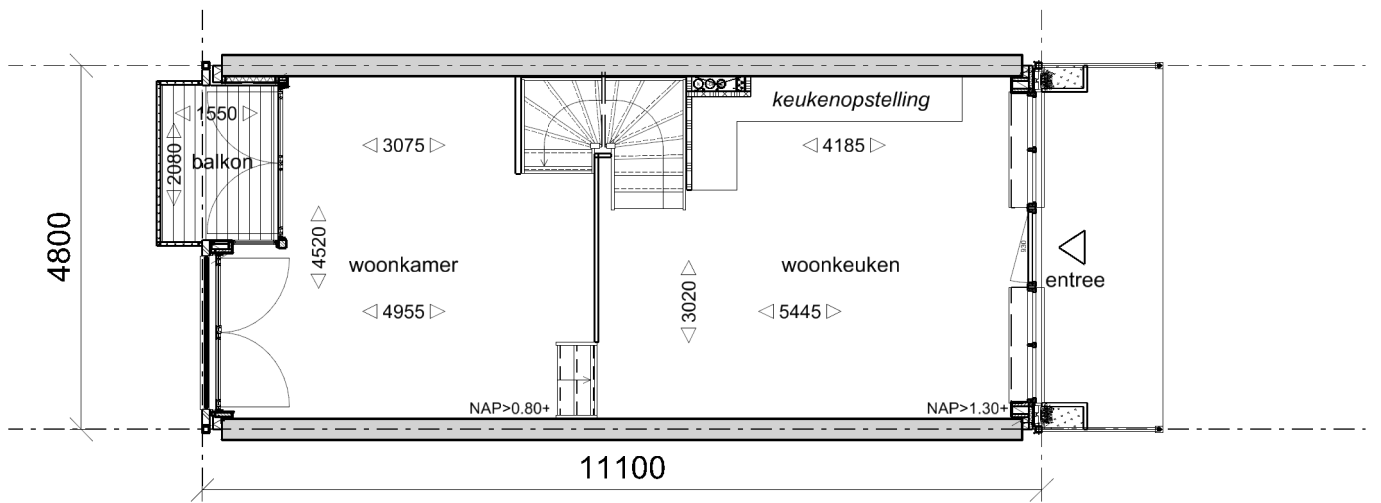 keukenopstelling
1550
3075
4185
balkon
2080
4800
4520
woonkamer
woonkeuken
930
entree
4955
3020
5445
NAP>0.80+
NAP>1.30+
11100